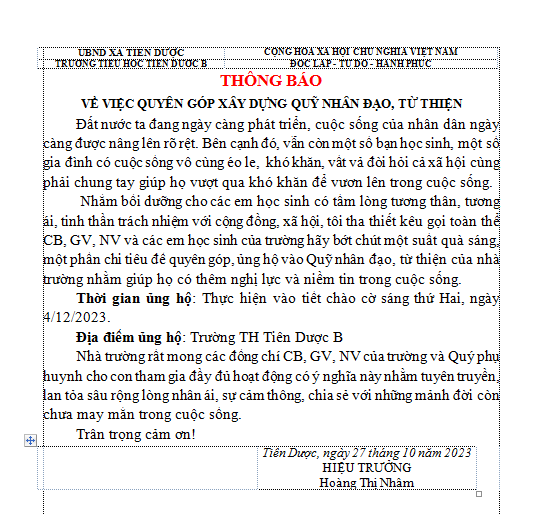 UBND XÃ TIÊN DƯỢC
CỘNG HÒA XÃ HỘI CHỦ NGHĨA VIỆT NAM
TRƯỜNG TIỂU HỌC TIÊN DƯỢC B
ĐỘC LẬP - TỰ DO - HẠNH PHÚC
THÔNG BÁO
VỀ VIỆC QUYÊN GÓP XÂY DỰNG QUỸ NHÂN ĐẠO, TỪ THIỆN
Đất nước ta đang ngày càng phát triển, cuộc sống của nhân dân ngày
càng được nâng lên rõ rệt. Bên cạnh đó, vẫn còn một số bạn học sinh, một số
gia đình có cuộc sống vô cùng éo le, khó khăn, vất vả đòi hỏi cả xã hội cùng
phải chung tay giúp họ vượt qua khó khăn để vươn lên trong cuộc sống.
Nhằm bồi dưỡng cho các em học sinh có tấm lòng tương thân, tương
ái, tinh thần trách nhiệm với cộng đồng, xã hội, tôi tha thiết kêu gọi toàn thể
CB, GV, NV và các em học sinh của trường hãy bớt chút một suất quà sáng,
một phần chi tiêu để quyên góp, ủng hộ vào Quỹ nhân đạo, từ thiện của nhà
trường nhằm giúp họ có thêm nghị lực và niềm tin trong cuộc sống.
Thời gian ủng hộ: Thực hiện vào tiết chào cờ sáng thứ Hai, ngày
4/12/2023.
Địa điểm ủng hộ: Trường TH Tiên Dược B
Nhà trường rất mong các đồng chí CB, GV, NV của trường và Quý phụ
huynh cho con tham gia đầy đủ hoạt động có ý nghĩa này nhằm tuyên truyền,
lan tỏa sâu rộng lòng nhân ái, sự cảm thông, chia sẻ với những mảnh đời còn
chưa may mắn trong cuộc sống.
Trân trọng cảm ơn!
Tiên Dược, ngày 27 tháng 10 năm 2023
HIỆU TRƯỞNG
Hoàng Thị Nhâm